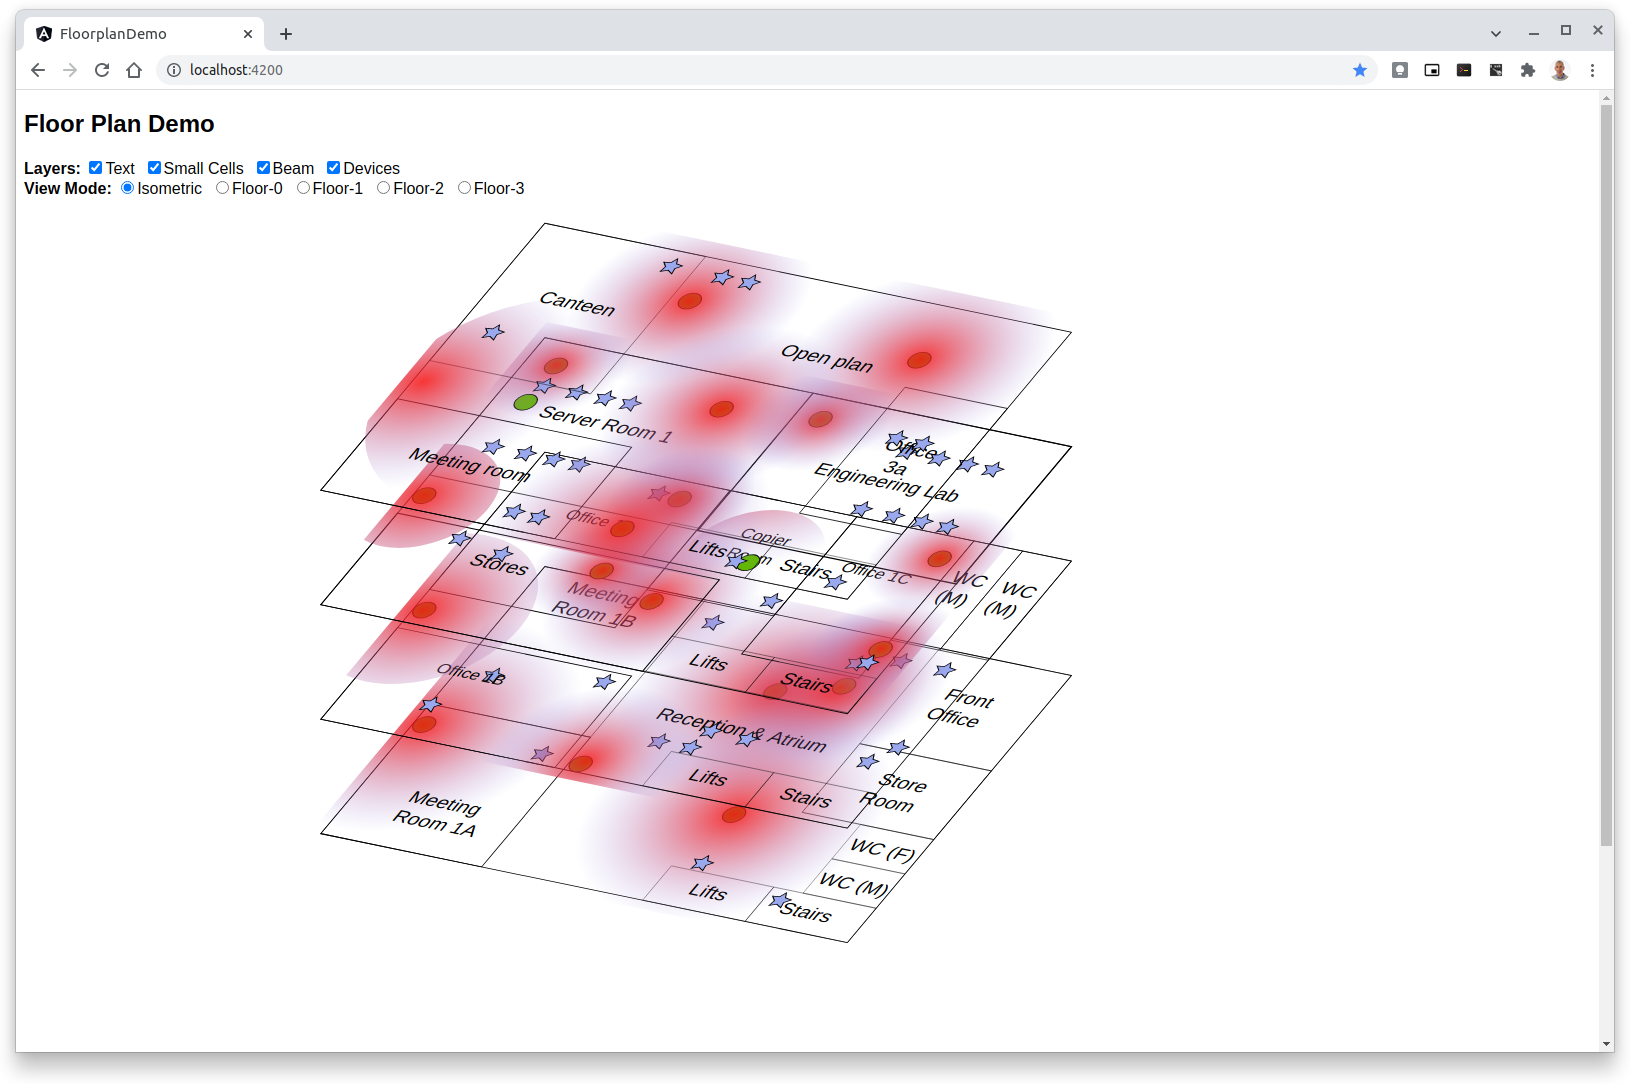 FloorplanDemo
localhost:4200
Floor Plan Demo
Layers: Text Small Cells Beam Devices
View Mode: Isometric Floor-0 Floor-1 Floor-2 Floor-3
Canteen
Open plan
Server Room 1
Office
3a
Meeting room
Engineering Lab
Office
Copier
Room
Lifts
Stairs
Office 1C
WC
(M)
WC
(M)
Stores
Meeting
Room 1B
Lifts
Stairs
Office 1B
Front
Office
Reception & Atrium
Lifts
Stairs
Store
Room
Meeting
Room 1A
WC (F)
WC (M)
Lifts
Stairs